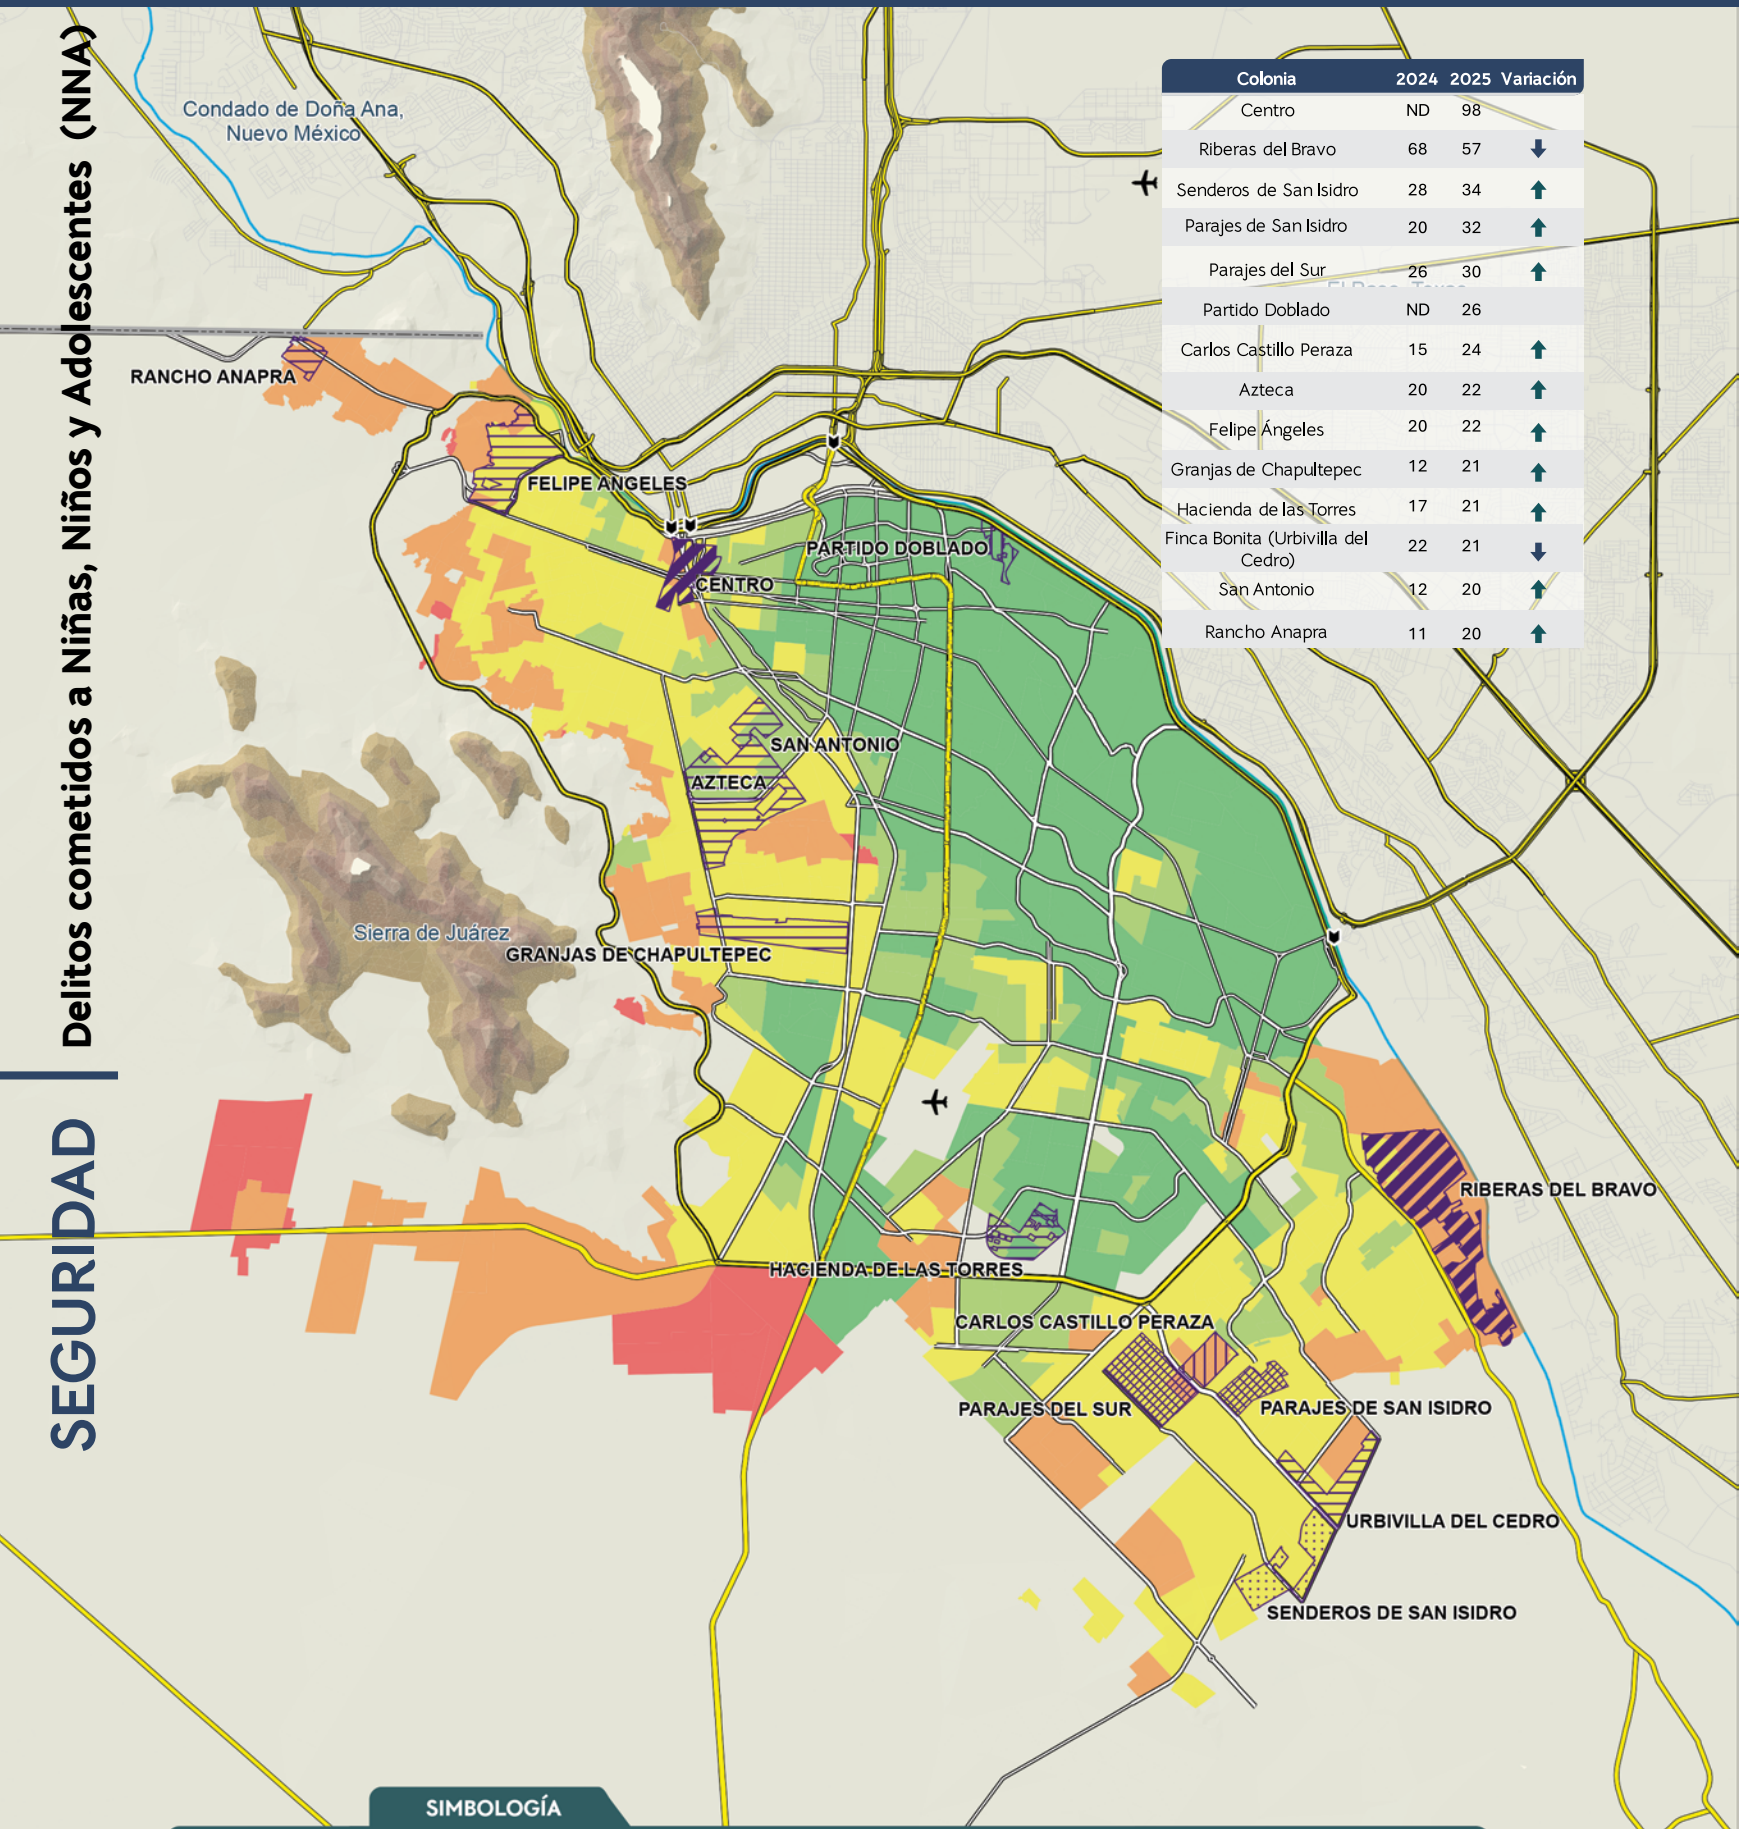 Delitos cometidos a Niñas, Niños y Adolescentes (NNA)
SEGURIDAD
Condado de Doña Ana,
Nuevo México
Colonia 2024 2025 Variación
Centro ND 98
Riberas del Bravo 68 57
Senderos de San Isidro 28 34
Parajes de San Isidro 20 32
Parajes del Sur 26 30
El Paso, Texas
Partido Doblado ND 26
Carlos Castillo Peraza 15 24
Azteca 20 22
Felipe Ángeles 20 22
Granjas de Chapultepec 12 21
Hacienda de las Torres 17 21
Finca Bonita (Urbivilla del
Cedro) 22 21
San Antonio 12 20
Rancho Anapra 11 20
RANCHO ANAPRA
FELIPE ANGELES
PARTIDO DOBLADO
CENTRO
SAN ANTONIO
AZTECA
Sierra de Juárez
GRANJAS DE CHAPULTEPEC
RIBERAS DEL BRAVO
HACIENDA DE LAS TORRES
CARLOS CASTILLO PERAZA
PARAJES DEL SUR
PARAJES DE SAN ISIDRO
URBIVILLA DEL CEDRO
SENDEROS DE SAN ISIDRO
SIMBOLOGÍA